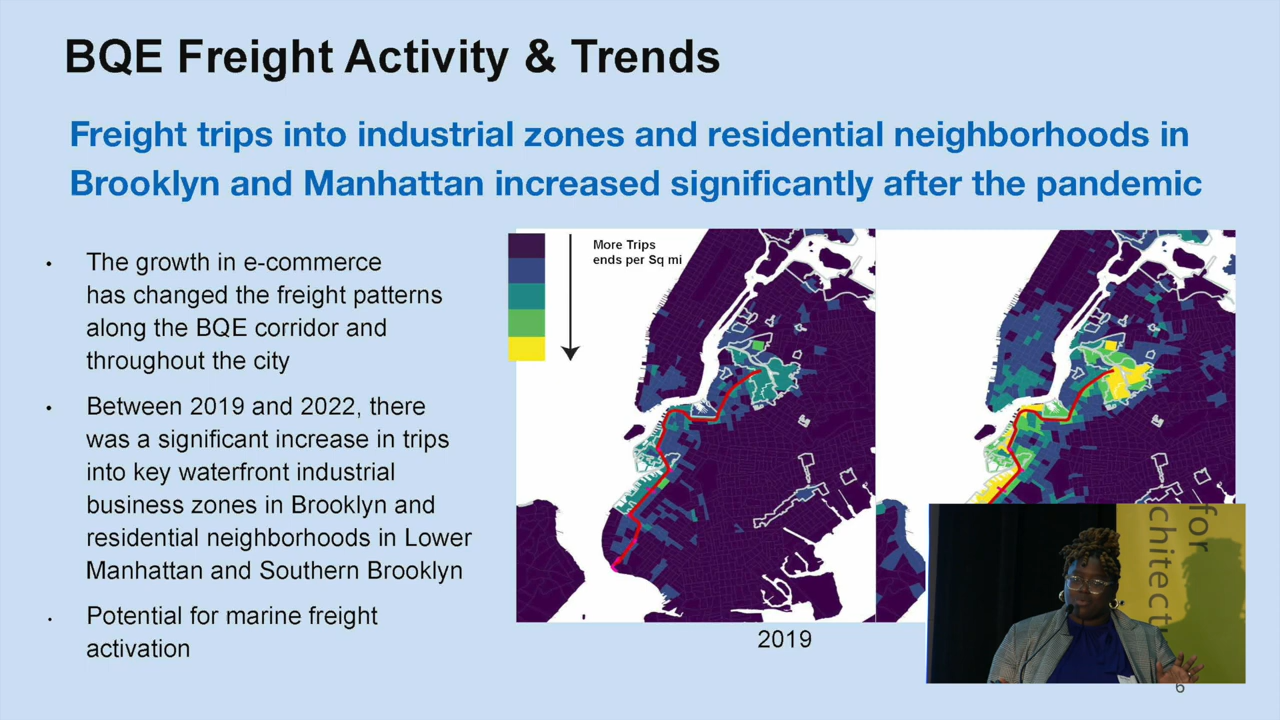 BQE Freight Activity & Trends
Freight trips into industrial zones and residential neighborhoods in
Brooklyn and Manhattan increased significantly after the pandemic
• The growth in e-commerce
has changed the freight patterns
along the BQE corridor and
throughout the city
• Between 2019 and 2022, there
was a significant increase in trips
into key waterfront industrial
business zones in Brooklyn and
residential neighborhoods in Lower
Manhattan and Southern Brooklyn
• Potential for marine freight
activation
More Trips
ends per Sq mi
2019
for
chitectu
6